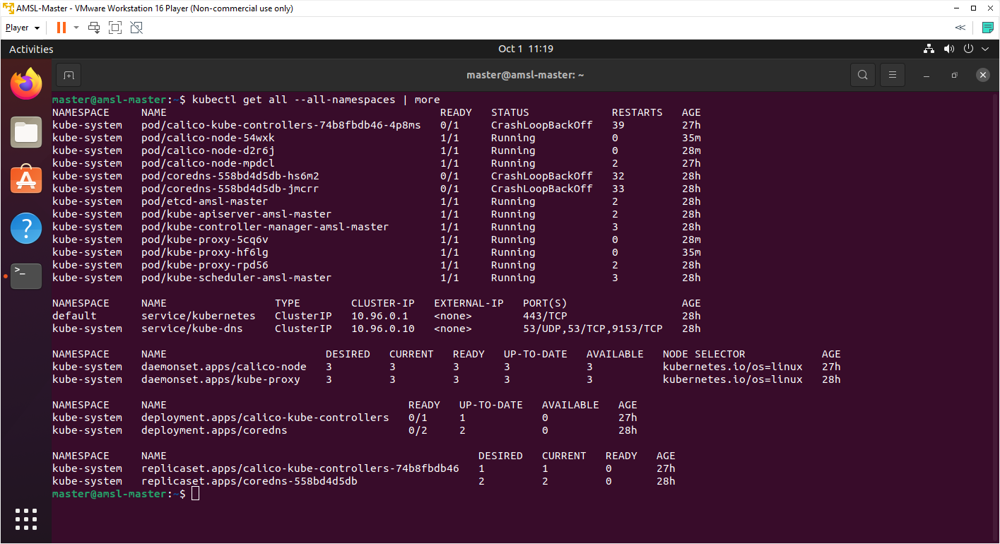 AMSL-Master - VMware Workstation 16 Player (Non-commercial use only)
Player
Activities
Oct 1 11:19
master@amsl-master: ~
master@amsl-master:~$ kubectl get all --all-namespaces | more
NAMESPACE NAME READY STATUS RESTARTS AGE
kube-system pod/calico-kube-controllers-74b8fbdb46-4p8ms 0/1 CrashLoopBackOff 39 27h
kube-system pod/calico-node-54wxk 1/1 Running 0 35m
kube-system pod/calico-node-d2r6j 1/1 Running 0 28m
kube-system pod/calico-node-mpdcl 1/1 Running 2 27h
kube-system pod/coredns-558bd4d5db-hs6m2 0/1 CrashLoopBackOff 32 28h
kube-system pod/coredns-558bd4d5db-jmcrr 0/1 CrashLoopBackOff 33 28h
kube-system pod/etcd-amsl-master 1/1 Running 2 28h
kube-system pod/kube-apiserver-amsl-master 1/1 Running 2 28h
kube-system pod/kube-controller-manager-amsl-master 1/1 Running 3 28h
kube-system pod/kube-proxy-5cq6v 1/1 Running 0 28m
kube-system pod/kube-proxy-hf6lg 1/1 Running 0 35m
kube-system pod/kube-proxy-rpd56 1/1 Running 2 28h
kube-system pod/kube-scheduler-amsl-master 1/1 Running 3 28h
NAMESPACE NAME TYPE CLUSTER-IP EXTERNAL-IP PORT(S) AGE
default service/kubernetes ClusterIP 10.96.0.1 <none> 443/TCP 28h
kube-system service/kube-dns ClusterIP 10.96.0.10 <none> 53/UDP,53/TCP,9153/TCP 28h
NAMESPACE NAME DESIRED CURRENT READY UP-TO-DATE AVAILABLE NODE SELECTOR AGE
kube-system daemonset.apps/calico-node 3 3 3 3 3 kubernetes.io/os=linux 27h
kube-system daemonset.apps/kube-proxy 3 3 3 3 3 kubernetes.io/os=linux 28h
NAMESPACE NAME READY UP-TO-DATE AVAILABLE AGE
kube-system deployment.apps/calico-kube-controllers 0/1 1 0 27h
kube-system deployment.apps/coredns 0/2 2 0 28h
NAMESPACE NAME DESIRED CURRENT READY AGE
kube-system replicaset.apps/calico-kube-controllers-74b8fbdb46 1 1 0 27h
kube-system replicaset.apps/coredns-558bd4d5db 2 2 0 28h
master@amsl-master:~$